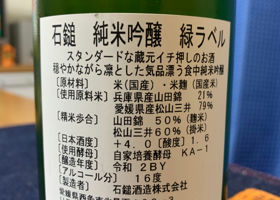 石鎚　純米吟醸　緑ラベル
スタンダードな蔵元イチ押しのお酒
穏やかながら凛とした気品漂う食中純米吟醸
［原材料］　米（国産）・米麹（国産米）
［使用原料米］　兵庫県産山田錦　21%
愛媛県産松山三井　79%
［精米歩合］　山田錦　50%（麹米）
松山三井60%（掛米）
［日本酒度］　+4.0［酸度］1.6
［使用酵母］　自家培養酵母　KA-1
［醸造年度］　令和　2BY
［アルコール分］　16度
［製造者］　石鎚酒造株式会社